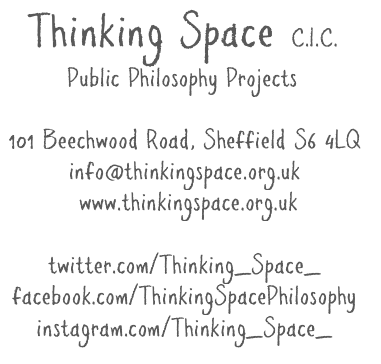 Thinking Space C.I.C.
Public Philosophy Projects
101 Beechwood Road, Sheffield S6 4LQ
info@thinkingspace.org.uk
www.thinkingspace.org.uk
twitter.com/Thinking_Space_
facebook.com/ThinkingSpacePhilosophy
instagram.com/Thinking_Space_